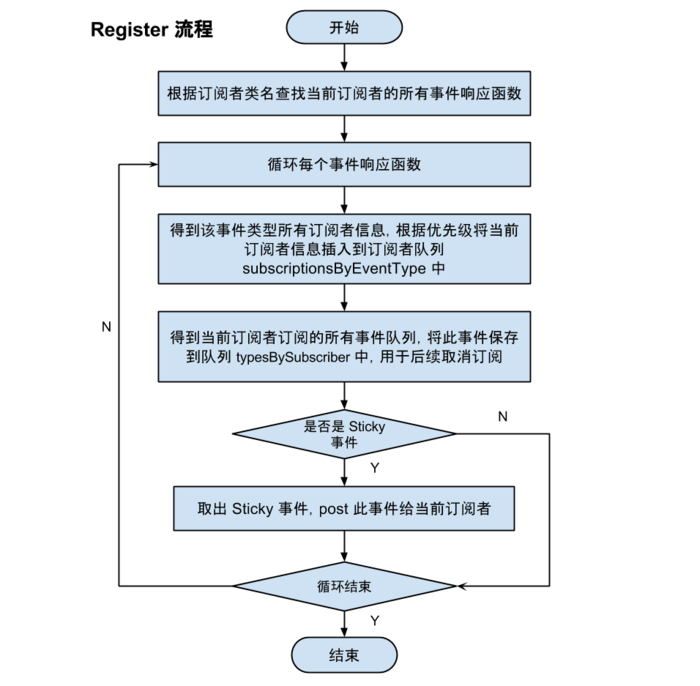 Register 流程
开始
根据订阅者类名查找当前订阅者的所有事件响应函数
循环每个事件响应函数
得到该事件类型所有订阅者信息, 根据优先级将当前
订阅者信息插入到订阅者队列
subscriptionsByEventType 中
N
得到当前订阅者订阅的所有事件队列, 将此事件保存
到队列 typesBySubscriber 中, 用于后续取消订阅
是否是 Sticky
事件
N
Y
取出 Sticky 事件, post 此事件给当前订阅者
循环结束
Y
结束